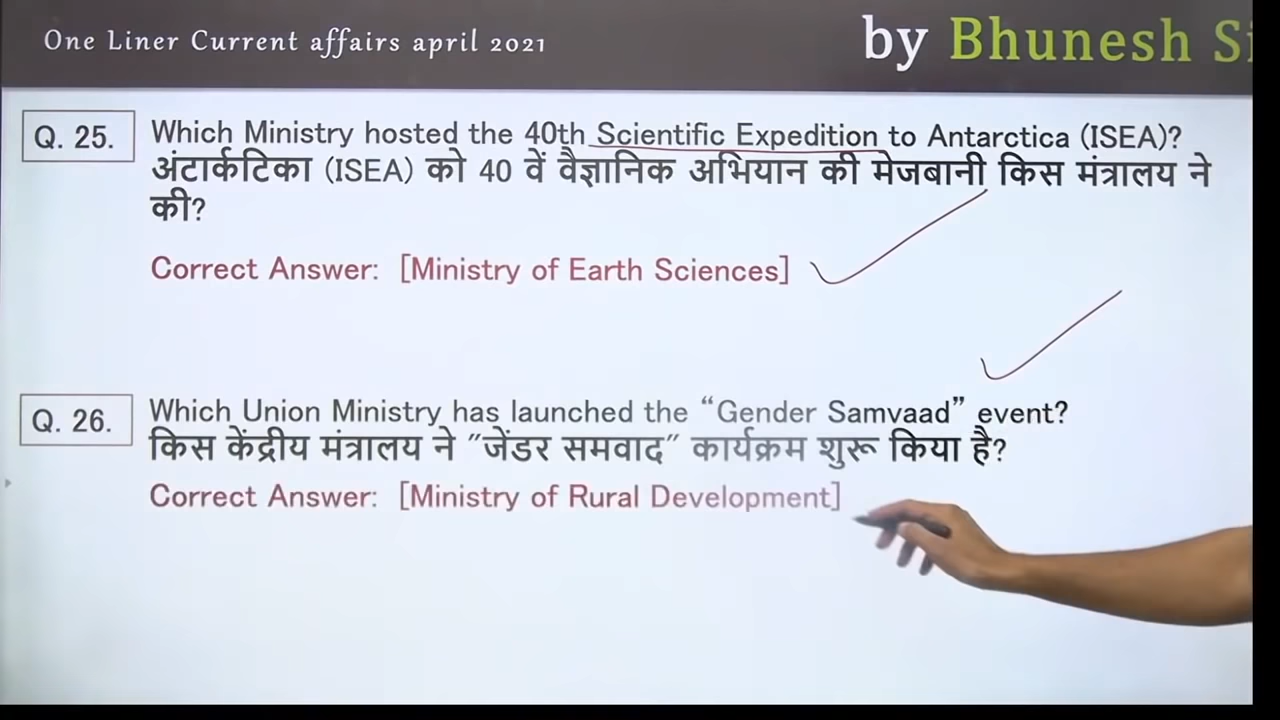 One Liner Current affairs april 2021
by Bhunesh
Q. 25.
Which Ministry hosted the 40th Scientific Expedition to Antarctica (ISEA)?
अंटार्कटिका (ISEA) को 40 वें वैज्ञानिक अभियान की मेजबानी किस मंत्रालय ने
की?
Correct Answer: [Ministry of Earth Sciences]
Q. 26.
Which Union Ministry has launched the “Gender Samvaad” event?
किस केंद्रीय मंत्रालय ने "जेंडर समवाद" कार्यक्रम शुरू किया है?
Correct Answer: [Ministry of Rural Development]